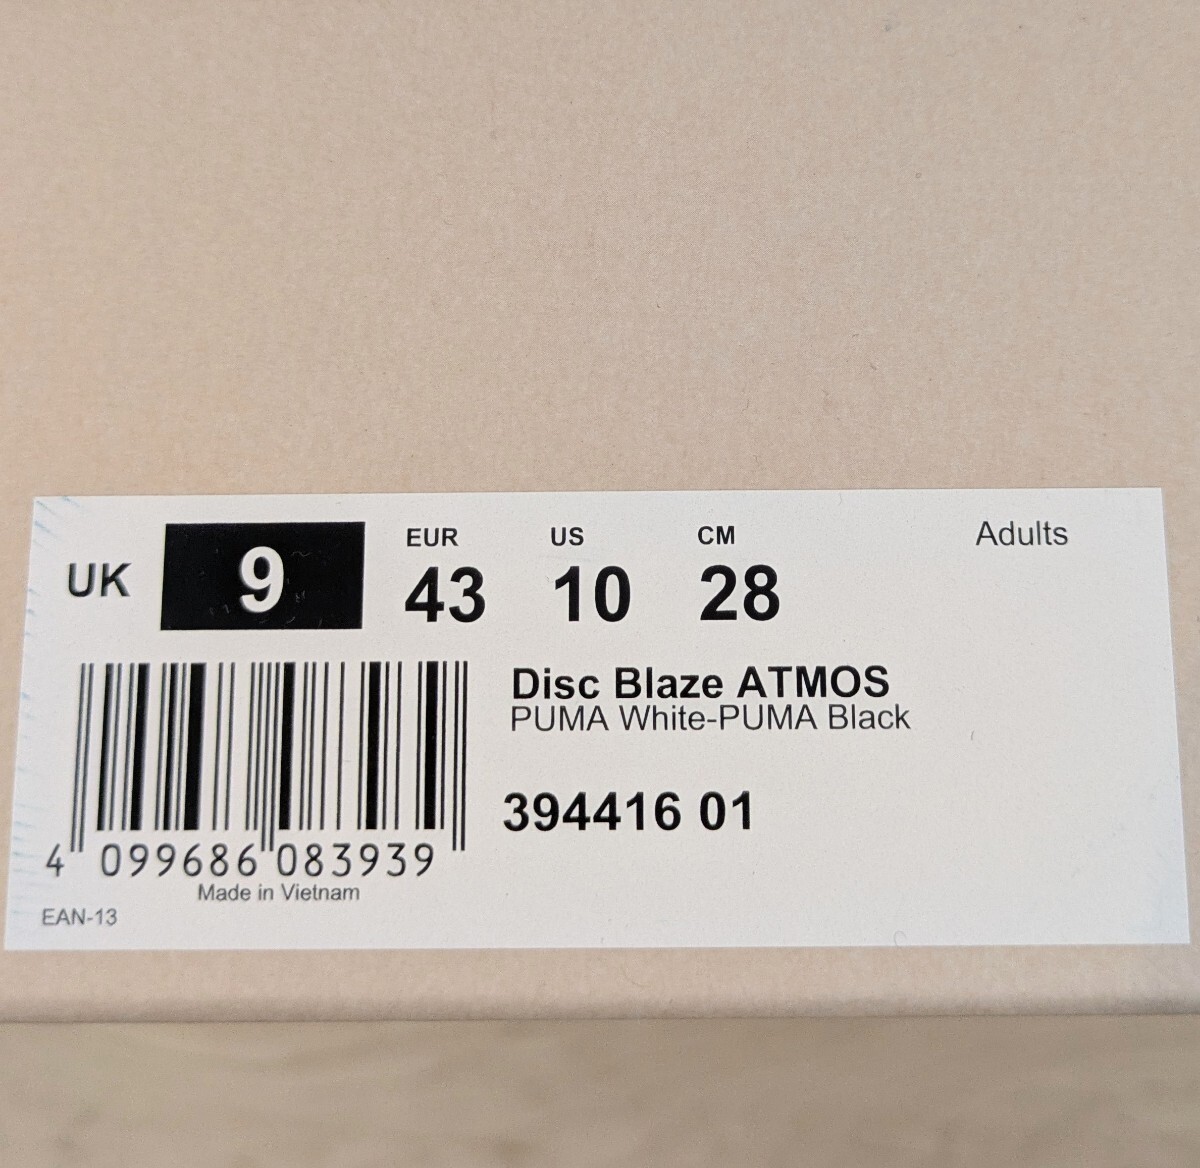 EUR US CM Adults
UK 9 43 10 28
Disc Blaze ATMOS
PUMA White-PUMA Black
394416 01
4 099686 083939
Made in Vietnam
EAN-13